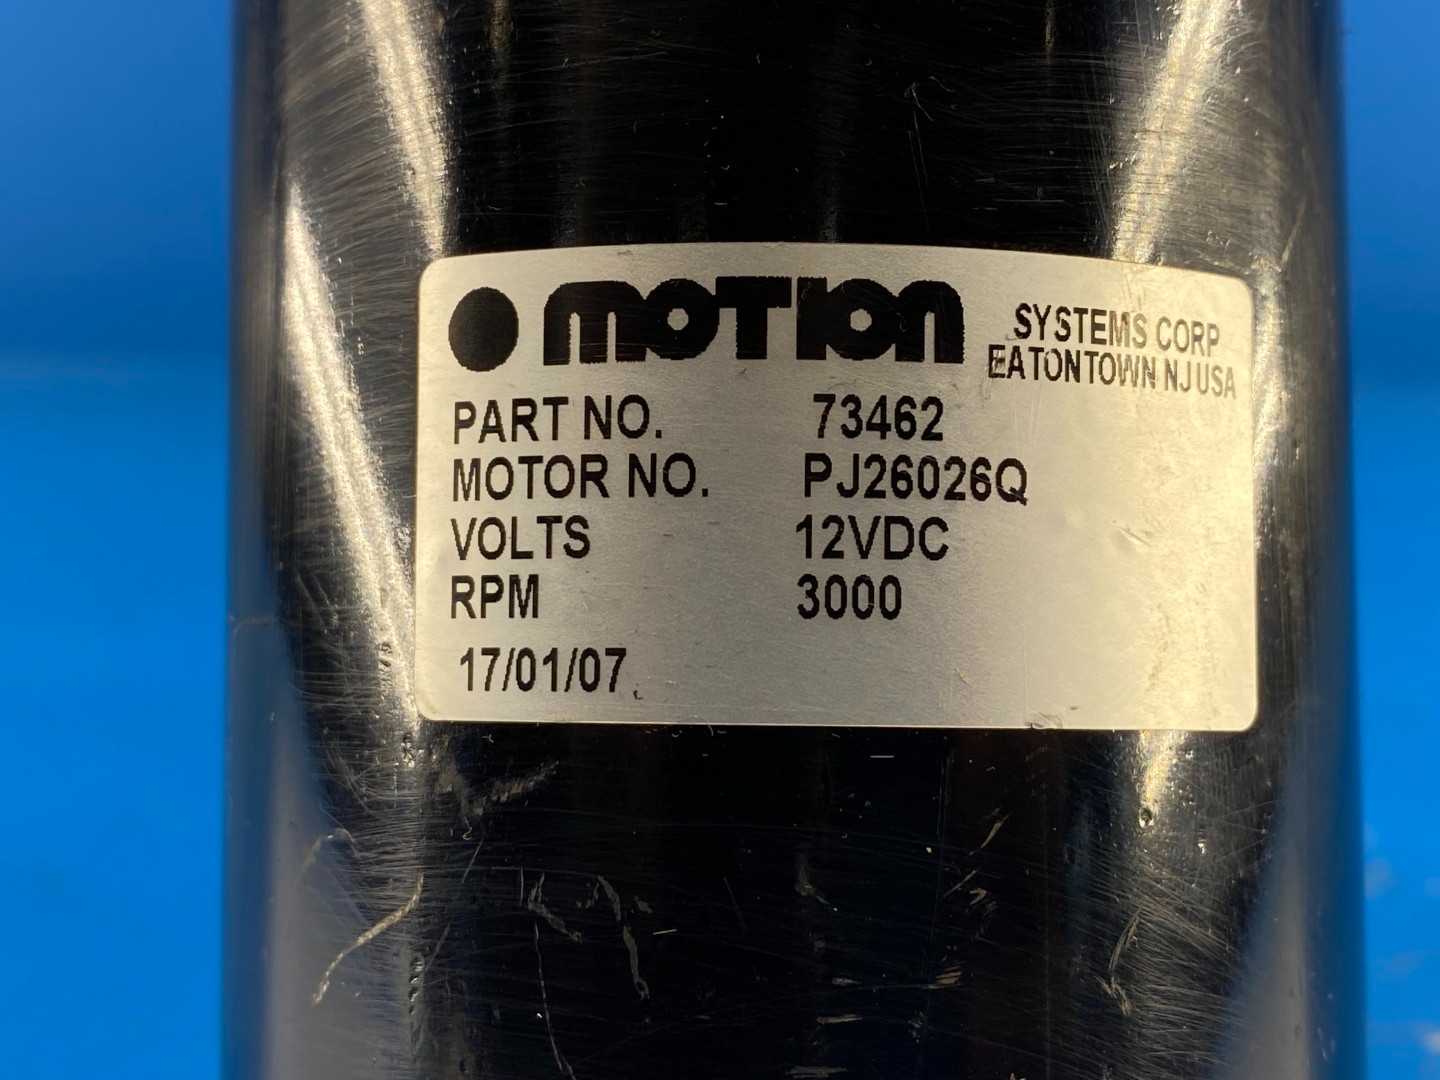 MOTION SYSTEMS CORP
EATONTOWN NJ USA
PART NO. 73462
MOTOR NO. PJ26026Q
VOLTS 12VDC
RPM 3000
17/01/07